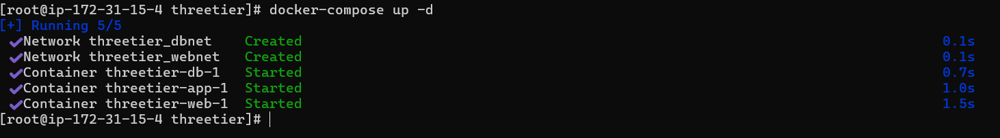 [root@ip-172-31-15-4 threetier]# docker-compose up -d
[+] Running 5/5
✔Network threetier_dbnet    Created    0.1s
✔Network threetier_webnet   Created    0.1s
✔Container threetier-db-1   Started    0.7s
✔Container threetier-app-1  Started    1.0s
✔Container threetier-web-1  Started    1.5s
[root@ip-172-31-15-4 threetier]#